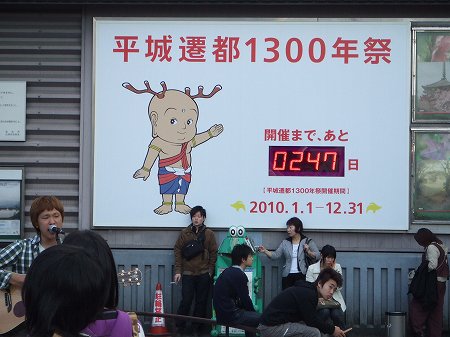 平城遷都1300年祭
開催まで、あと
0247日
[平城遷都1300年祭開催期間]
2010.1.1-12.31